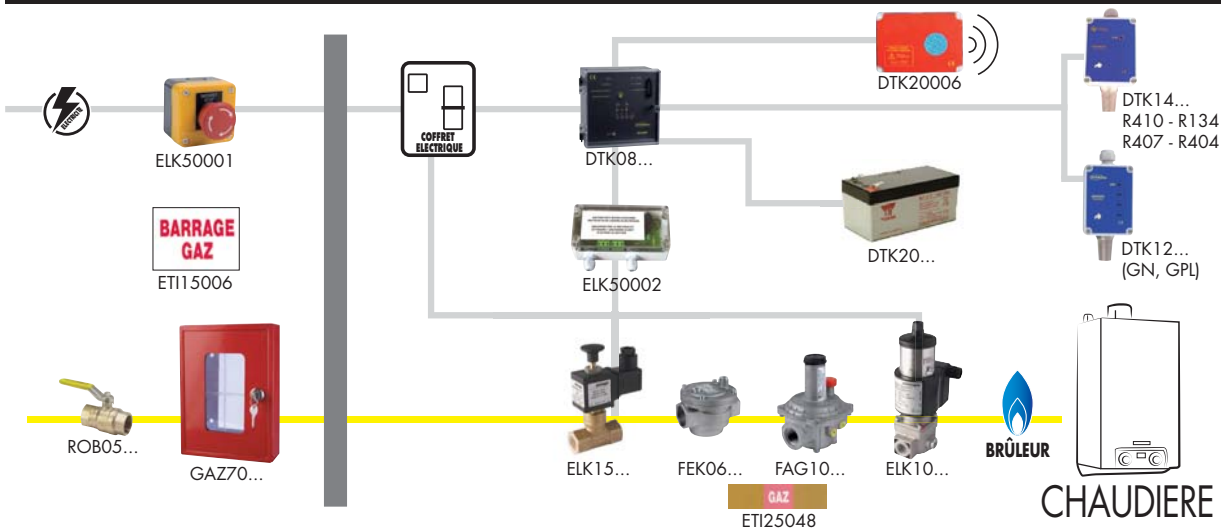 ELECTRICITE
ELK50001
BARRAGE
GAZ
ETI15006
ROB05...
GAZ70...
COFFRET
ELECTRIQUE
DTK08...
ELK50002
DTK20006
DTK20...
DTK14...
R410 - R134
R407 - R404
DTK12...
(GN, GPL)
ELK15...
FEK06...
FAG10...
ELK10...
GAZ
ETI25048
BRÛLEUR
CHAUDIERE